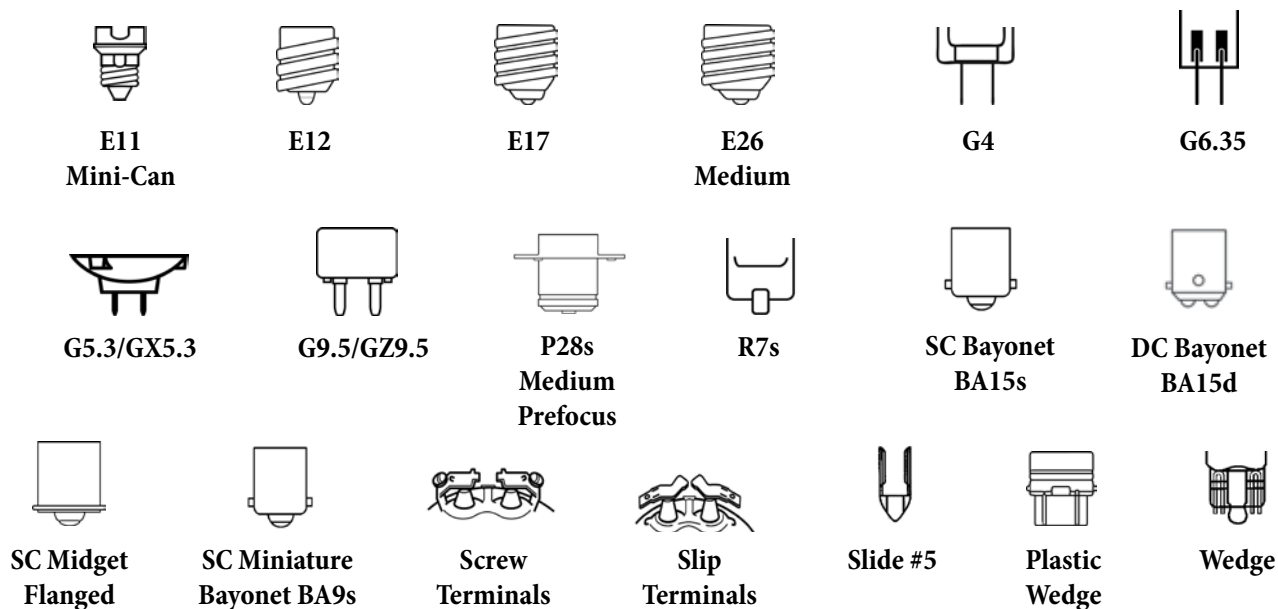 E11
Mini-Can
E12
E17
E26
Medium
G4
G6.35
G5.3/GX5.3
G9.5/GZ9.5
P28s
Medium
Prefocus
R7s
SC Bayonet
BA15s
DC Bayonet
BA15d
SC Midget
Flanged
SC Miniature
Bayonet BA9s
Screw
Terminals
Slip
Terminals
Slide #5
Plastic
Wedge
Wedge